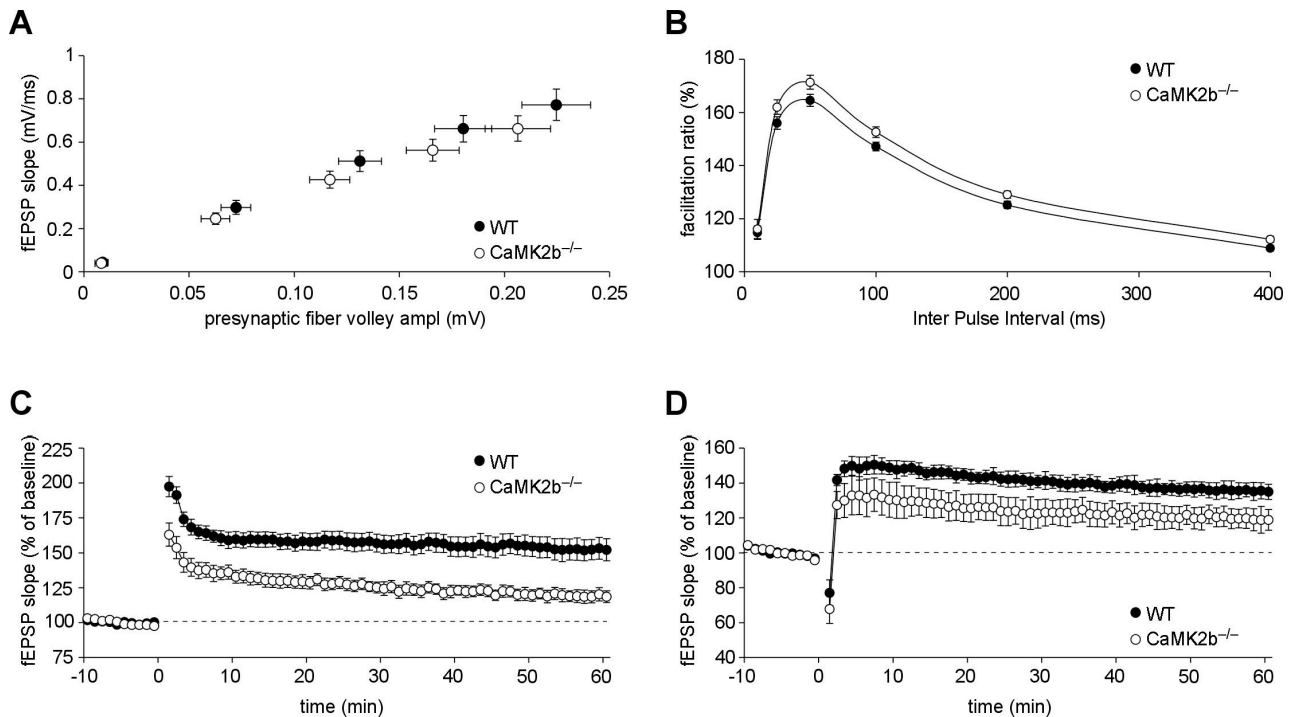 A
fEPSP slope (mV/ms)
1
0.8
0.6
0.4
0.2
0
0
0.05
0.10
0.15
0.20
0.25
presynaptic fiber volley ampl (mV)
WT
CaMK2b–/–
B
facilitation ratio (%)
180
160
140
120
100
0
100
200
300
400
Inter Pulse Interval (ms)
WT
CaMK2b–/–
C
fEPSP slope (% of baseline)
225
200
175
150
125
100
75
-10
0
10
20
30
40
50
60
time (min)
WT
CaMK2b–/–
D
fEPSP slope (% of baseline)
160
140
120
100
80
60
40
-10
0
10
20
30
40
50
60
time (min)
WT
CaMK2b–/–